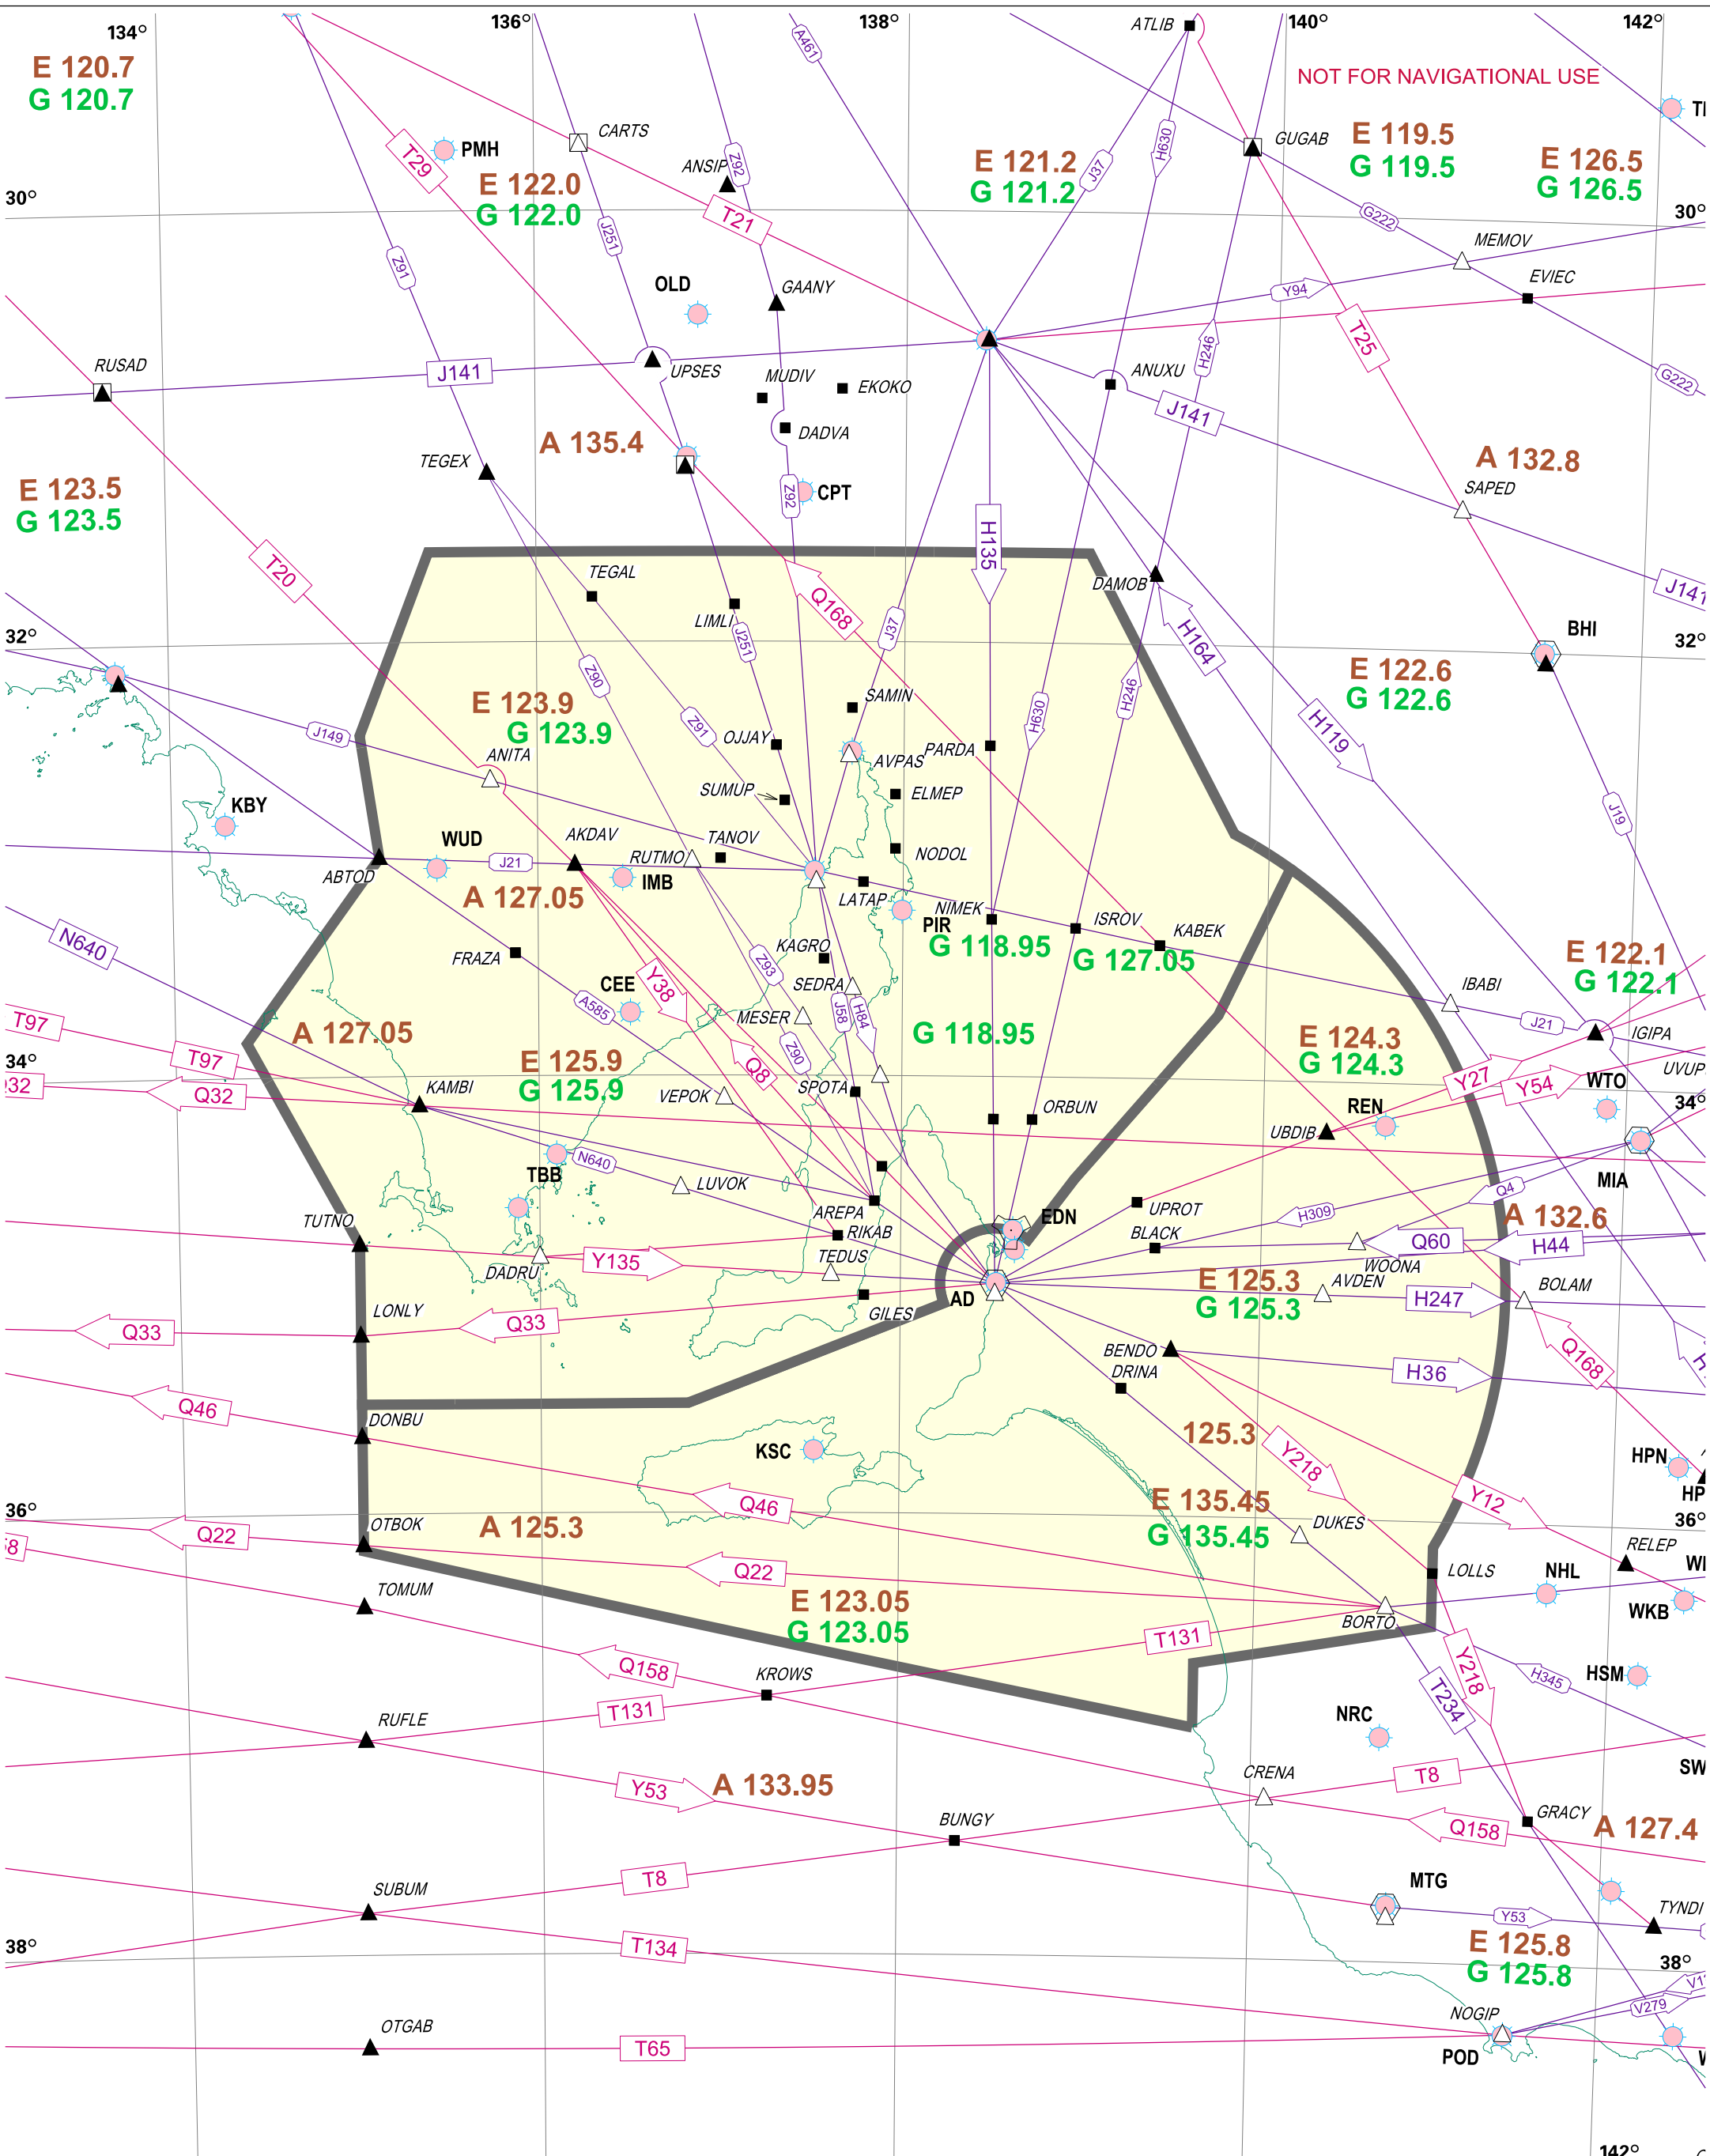 134°
136°
138°
140°
142°
E 120.7
G 120.7
A461
ATLIB
NOT FOR NAVIGATIONAL USE
PMH
T29
CARTS
ANSIP
Z92
E 122.0
G 122.0
J251
T21
E 121.2
G 121.2
J37
H630
GUGAB
E 119.5
G 119.5
E 126.5
G 126.5
30°
30°
G222
MEMOV
EVIEC
Z91
OLD
GAANY
Y94
T25
H246
G222
RUSAD
J141
UPSES
MUDIV
EKOKO
DADVA
ANUXU
J141
A 135.4
TEGEX
Z92
CPT
A 132.8
SAPED
E 123.5
G 123.5
T20
H135
TEGAL
LIMLI
J251
Q168
J37
DAMOB
H164
J141
32°
BHI
32°
E 122.6
G 122.6
Z90
E 123.9
G 123.9
Z91
SAMIN
H630
H246
H119
J149
ANITA
OJJAY
AVPAS
PARDA
SUMUP
ELMEP
J19
KBY
WUD
AKDAV
RUTMO
TANOV
NODOL
ABTOD
J21
IMB
A 127.05
LATAP
NIMEK
PIR
G 118.95
ISROV
KABEK
G 127.05
N640
FRAZA
KAGRO
Z93
SEDRA
E 122.1
G 122.1
CEE
Y38
A585
MESER
J58
H84
IBABI
J21
IGIPA
T97
A 127.05
T97
G 118.95
E 124.3
G 124.3
34°
Q32
KAMBI
E 125.9
G 125.9
Q8
Z90
VEPOK
SPOTA
ORBUN
Y27
Y54
WTO
UVUP
34°
REN
UBDIB
TBB
N640
LUVOK
MIA
AREPA
RIKAB
EDN
UPROT
BLACK
H309
Q4
A 132.6
TUTNO
DADRU
Y135
TEDUS
Q60
WOONA
H44
AD
E 125.3
G 125.3
AVDEN
H247
BOLAM
LONLY
Q33
Q33
GILES
BENDO
DRINA
H36
Q168
Q46
DONBU
KSC
125.3
Y218
HPN
Y12
36°
Q46
E 135.45
G 135.45
DUKES
36°
Q22
OTBOK
A 125.3
Q22
LOLLS
NHL
RELEP
WKB
TOMUM
E 123.05
G 123.05
BORTO
T131
Q158
KROWS
Y218
H345
HSM
T234
RUFLE
T131
NRC
Y53
A 133.95
CRENA
T8
BUNGY
GRACY
Q158
A 127.4
SUBUM
T8
MTG
Y53
TYNDI
38°
T134
E 125.8
G 125.8
38°
V279
OTGAB
T65
NOGIP
POD
142°